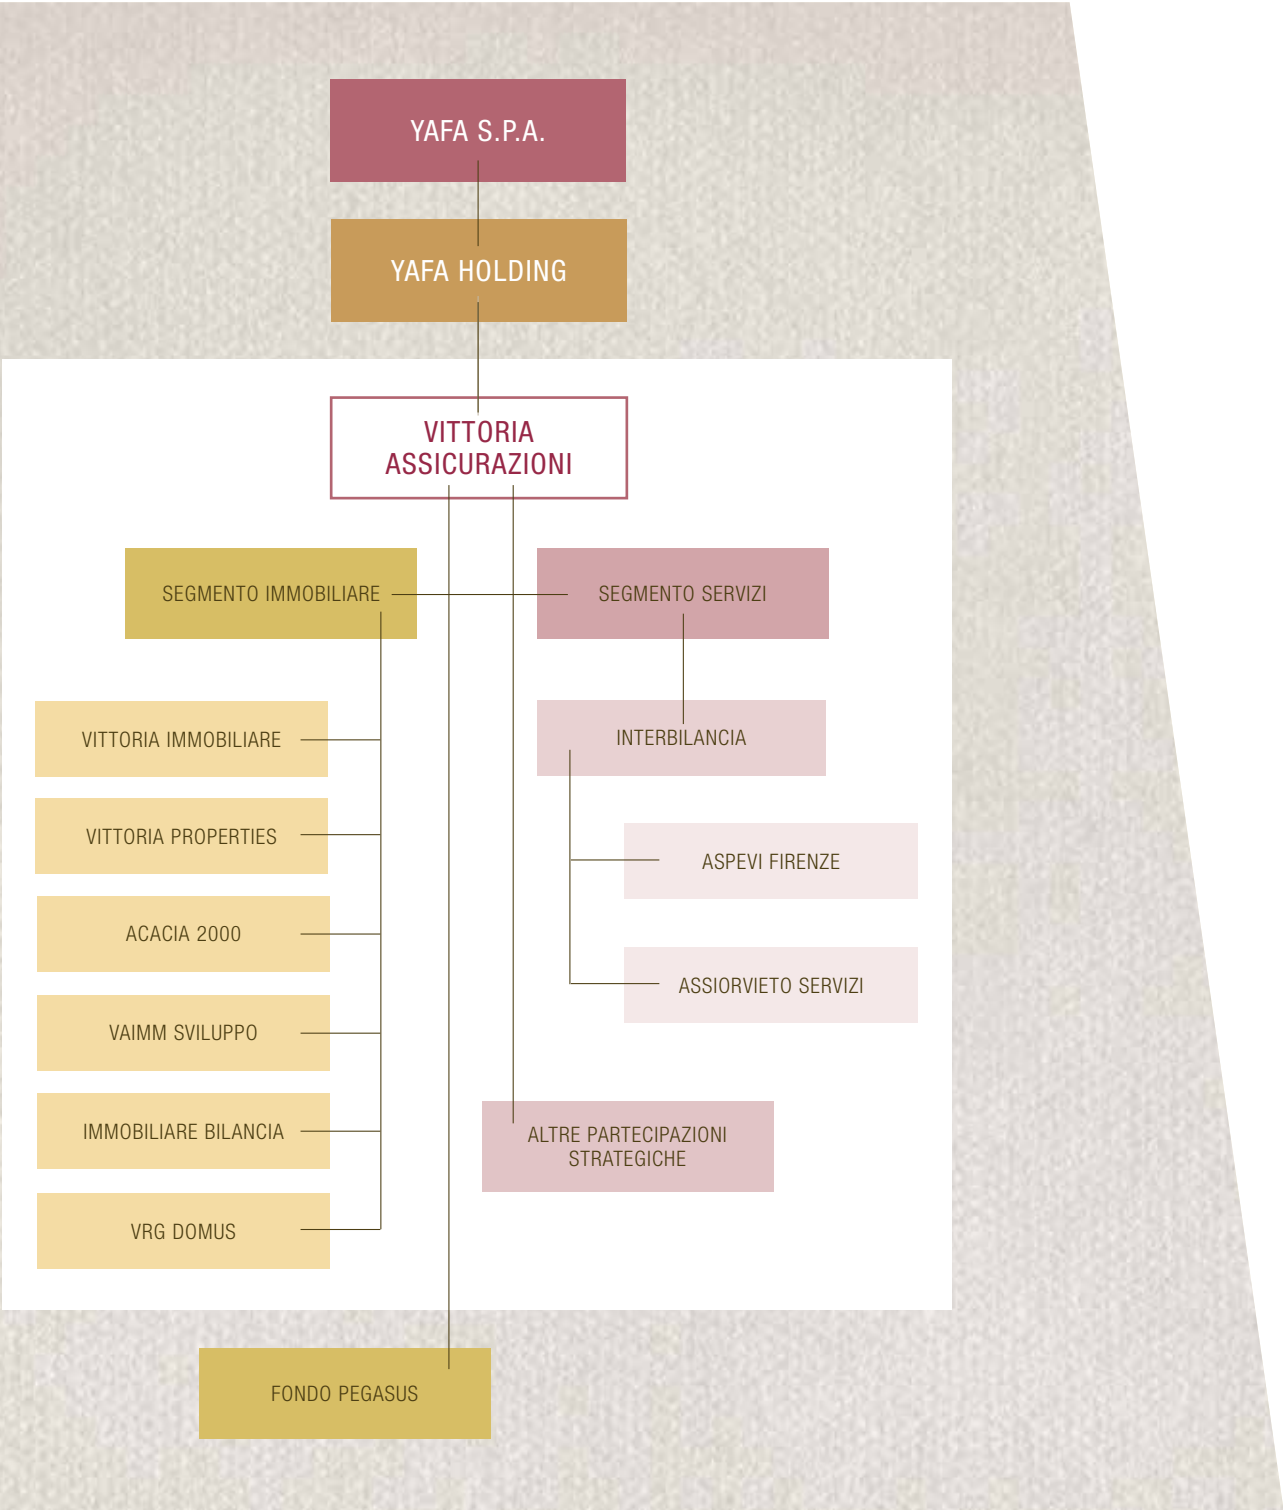 YAFA S.P.A.
YAFA HOLDING
VITTORIA
ASSICURAZIONI
SEGMENTO IMMOBILIARE
SEGMENTO SERVIZI
VITTORIA IMMOBILIARE
INTERBILANCIA
VITTORIA PROPERTIES
ASPEVI FIRENZE
ACACIA 2000
ASSIORVIETO SERVIZI
VAIMM SVILUPPO
IMMOBILIARE BILANCIA
ALTRE PARTECIPAZIONI
STRATEGICHE
VRG DOMUS
FONDO PEGASUS